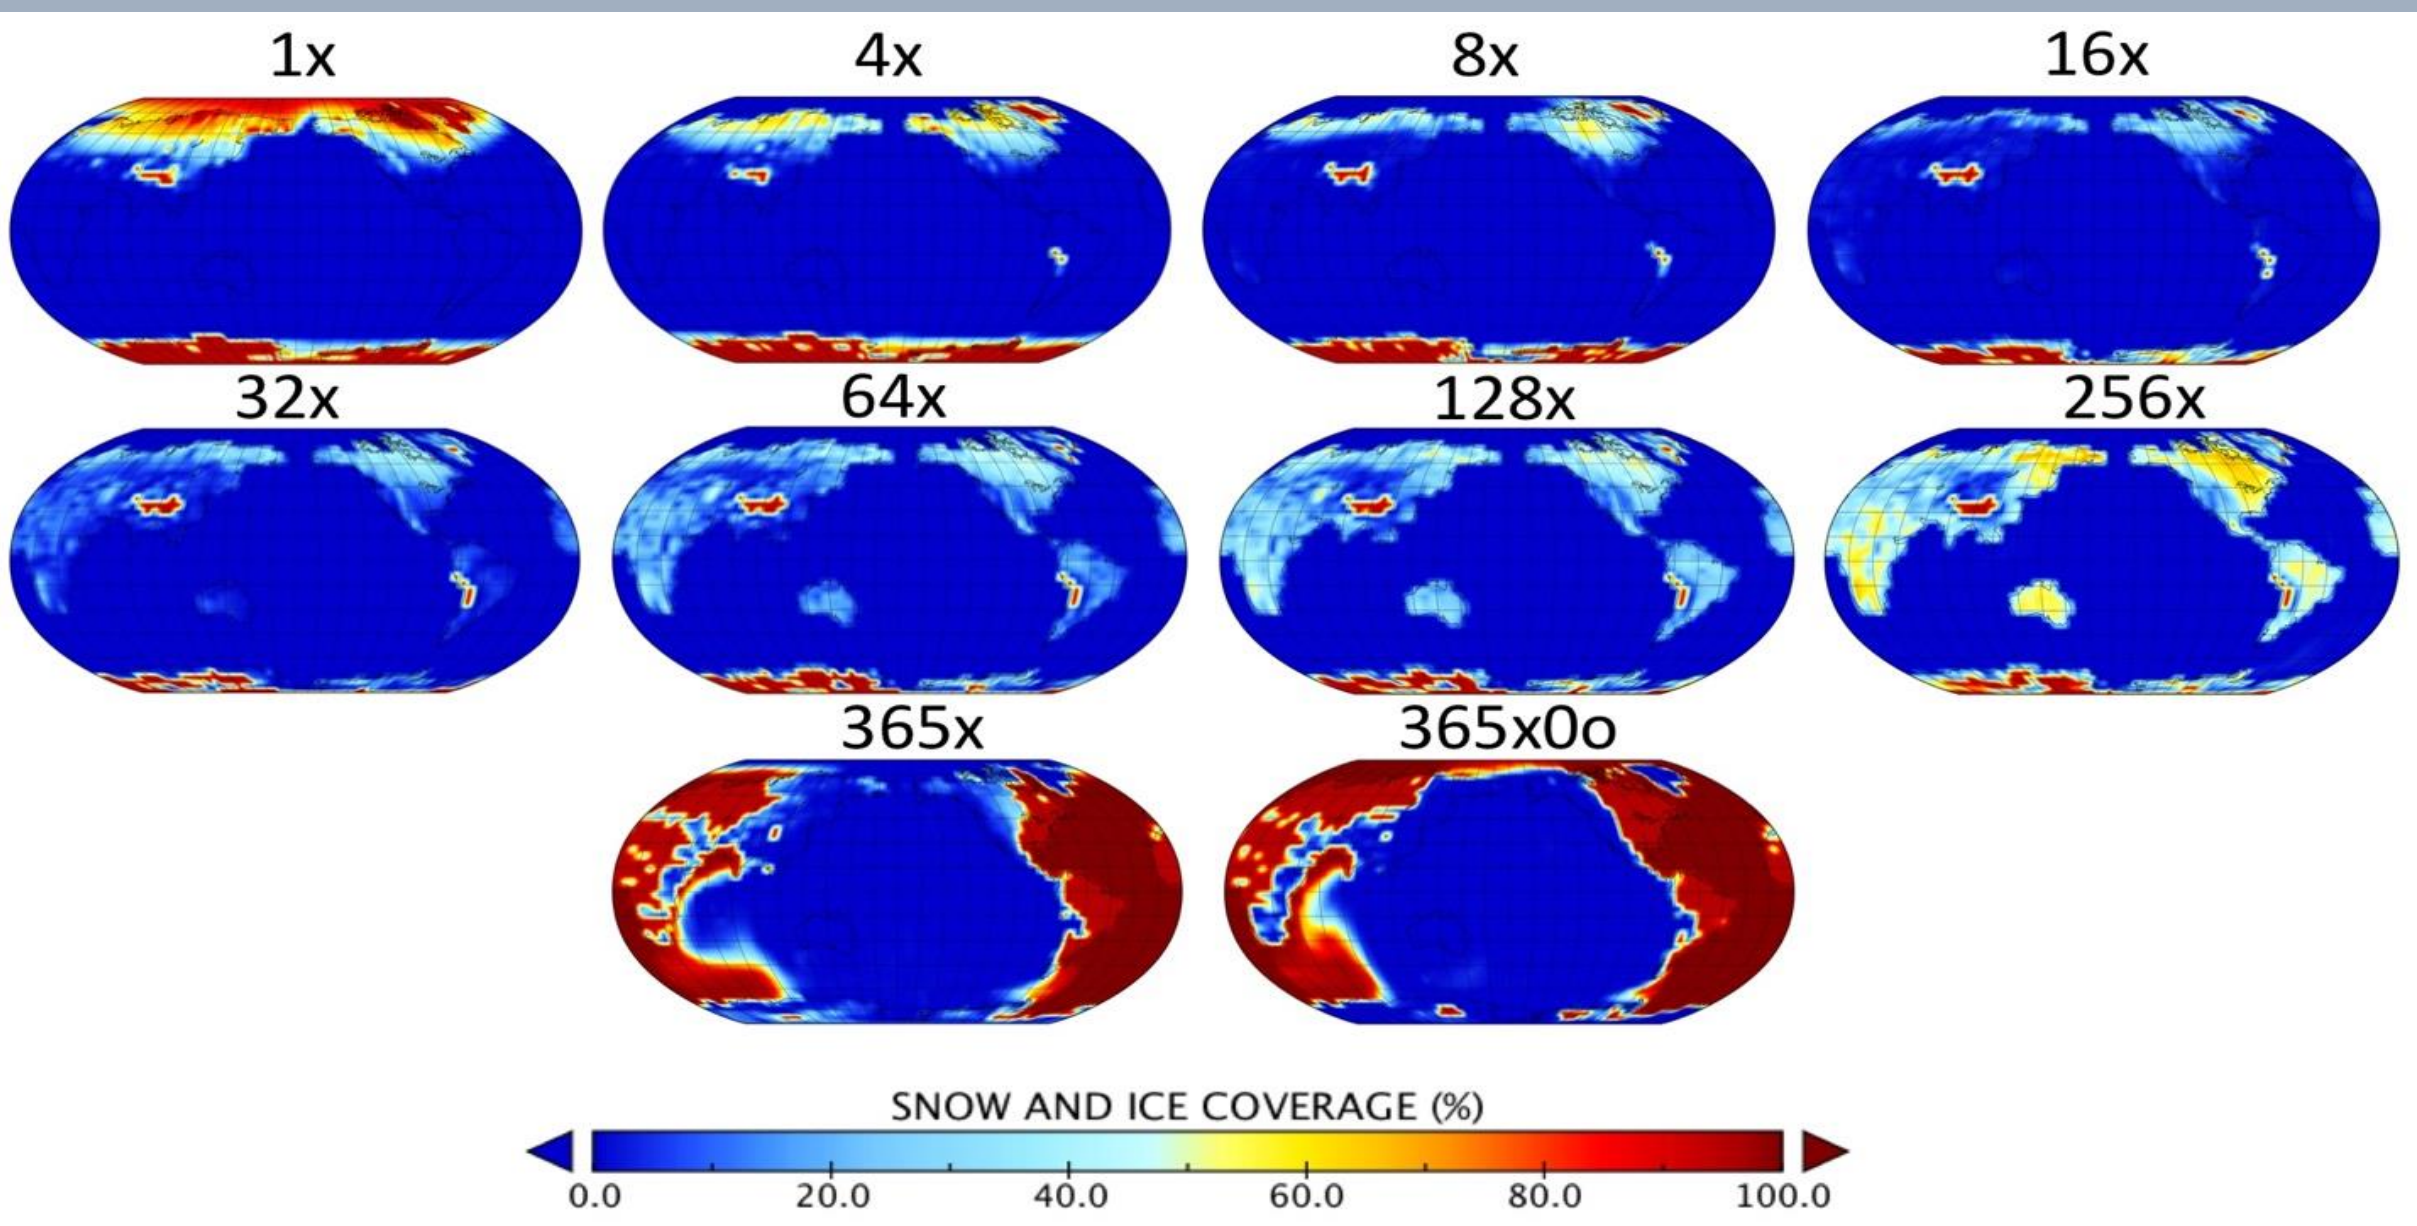 1x 4x 8x 16x
32x 64x 128x 256x
365x 365x0o
SNOW AND ICE COVERAGE (%)
0.0 20.0 40.0 60.0 80.0 100.0